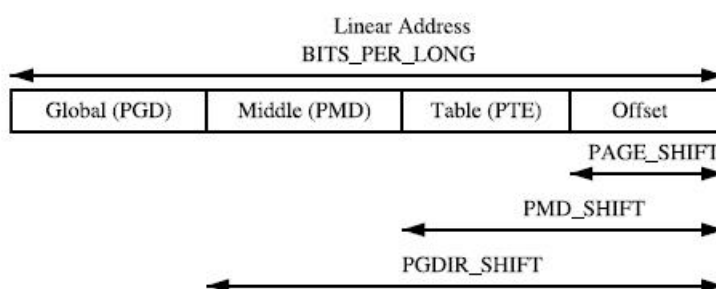 Linear Address
BITS_PER_LONG
Global (PGD) Middle (PMD) Table (PTE) Offset
PAGE_SHIFT
PMD_SHIFT
PGDIR_SHIFT